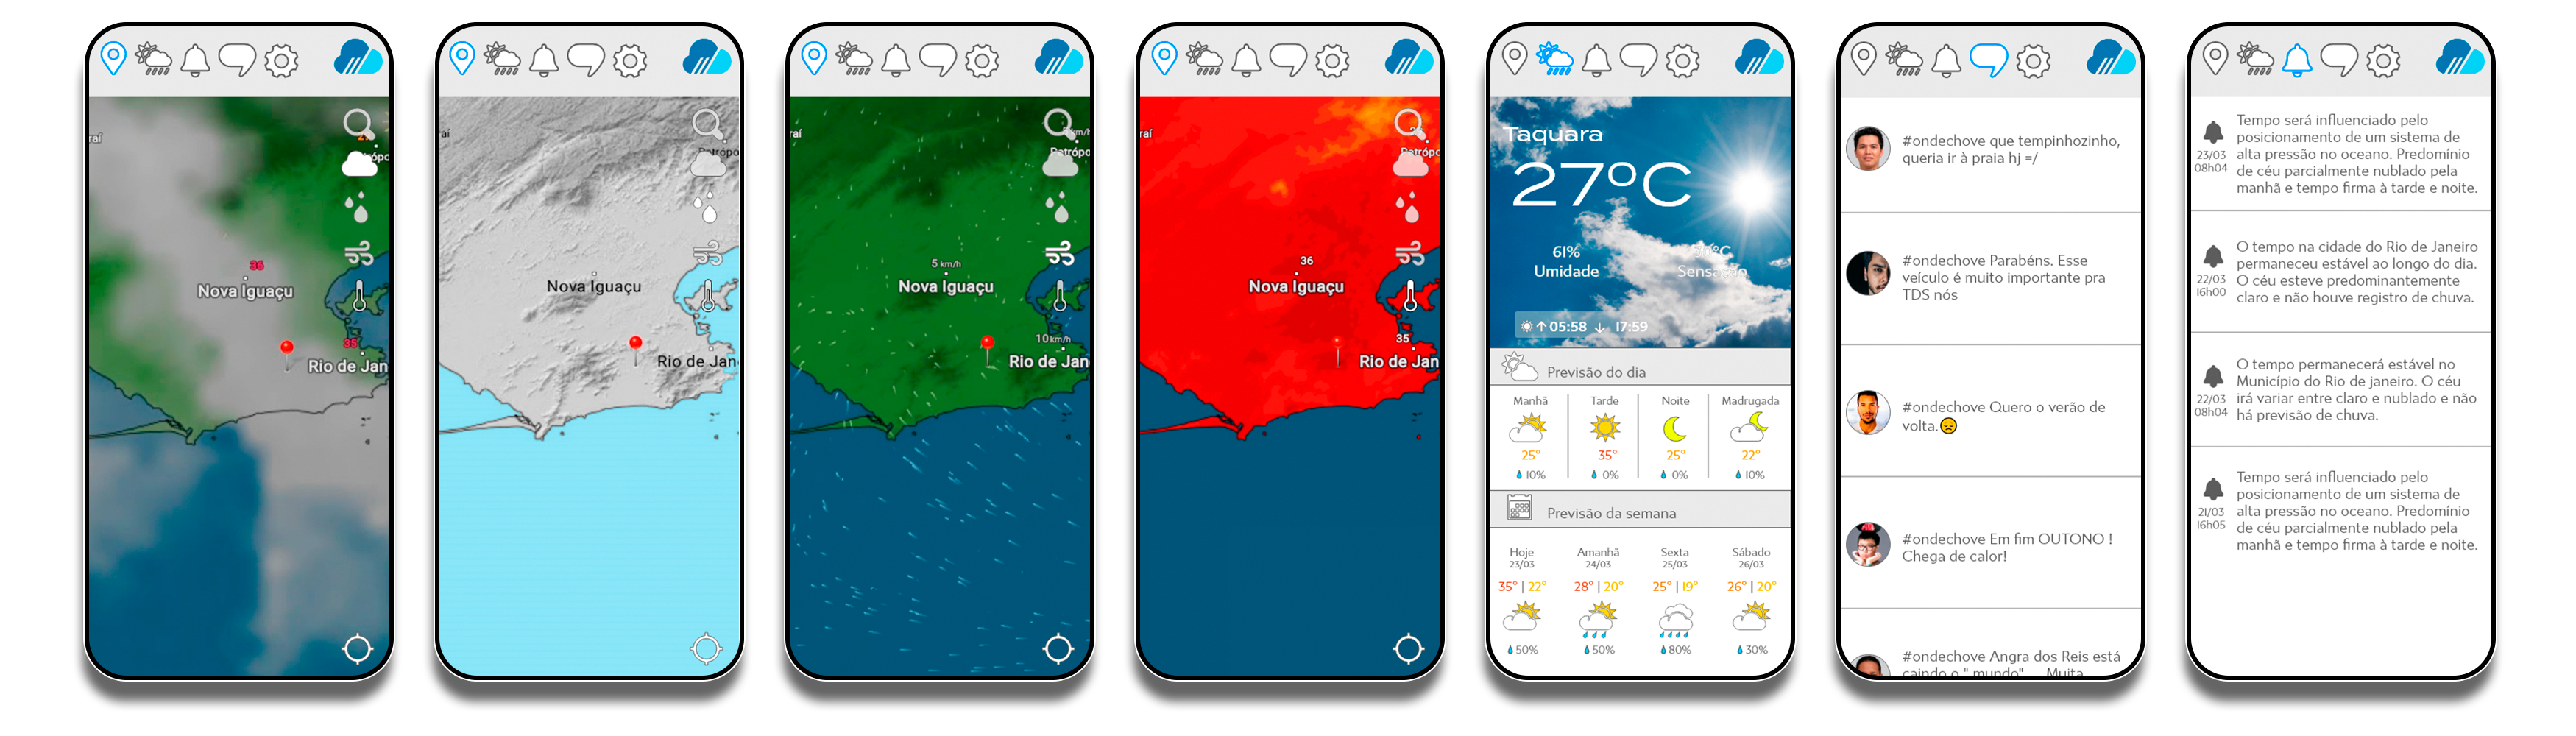 raí
2
ópo
36
Nova Iguaçu
35
Rio de Jan
aí
Petrópo
Nova Iguaçu
Rio de Jan
raí
km/h
Petrópo
5 km/h
Nova Iguaçu
10 km/h
Rio de Jan
raí
Petrópo
36
Nova Iguaçu
35
Rio de Jan
Taquara
27°C
61%
Umidade
30°C
Sensação
05:58
17:59
Previsão do dia
Manhã Tarde Noite Madrugada
25° 35° 25° 22°
10% 0% 0% 10%
Previsão da semana
Hoje Amanhã Sexta Sábado
23/03 24/03 25/03 26/03
35° | 22° 28° | 20° 25° | 19° 26° | 20°
50% 50% 80% 30%
#ondechove que tempinhozinho,
queria ir à praia hj =/
#ondechove Parabéns. Esse
veículo é muito importante pra
TDS nós
#ondechove Quero o verão de
volta.😞
#ondechove Em fim OUTONO !
Chega de calor!
#ondechove Angra dos Reis está
caindo o " mundo" ... Muita
23/03
08h04
Tempo será influenciado pelo
posicionamento de um sistema de
alta pressão no oceano. Predomínio
de céu parcialmente nublado pela
manhã e tempo firma à tarde e noite.
22/03
16h00
O tempo na cidade do Rio de Janeiro
permaneceu estável ao longo do dia.
O céu esteve predominantemente
claro e não houve registro de chuva.
22/03
08h04
O tempo permanecerá estável no
Município do Rio de janeiro. O céu
irá variar entre claro e nublado e não
há previsão de chuva.
21/03
16h05
Tempo será influenciado pelo
posicionamento de um sistema de
alta pressão no oceano. Predomínio
de céu parcialmente nublado pela
manhã e tempo firma à tarde e noite.